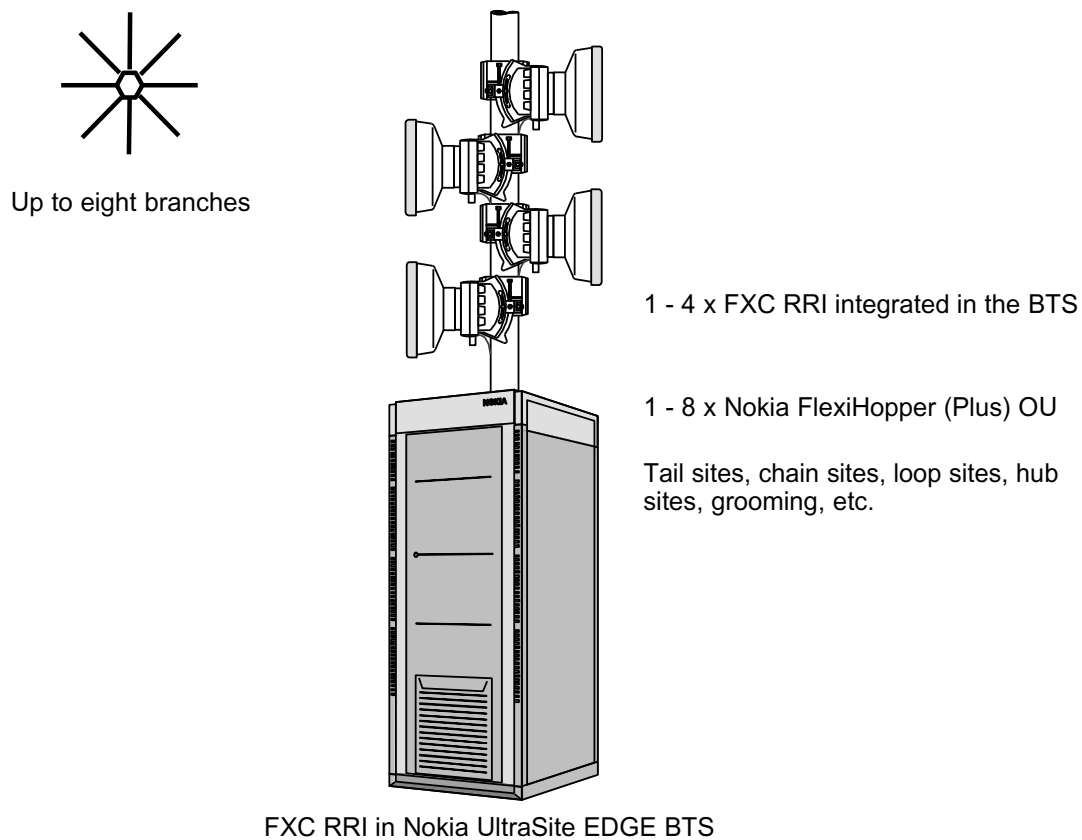 Up to eight branches
1 - 4 x FXC RRI integrated in the BTS
NOKIA
1 - 8 x Nokia FlexiHopper (Plus) OU
Tail sites, chain sites, loop sites, hub
sites, grooming, etc.
FXC RRI in Nokia UltraSite EDGE BTS